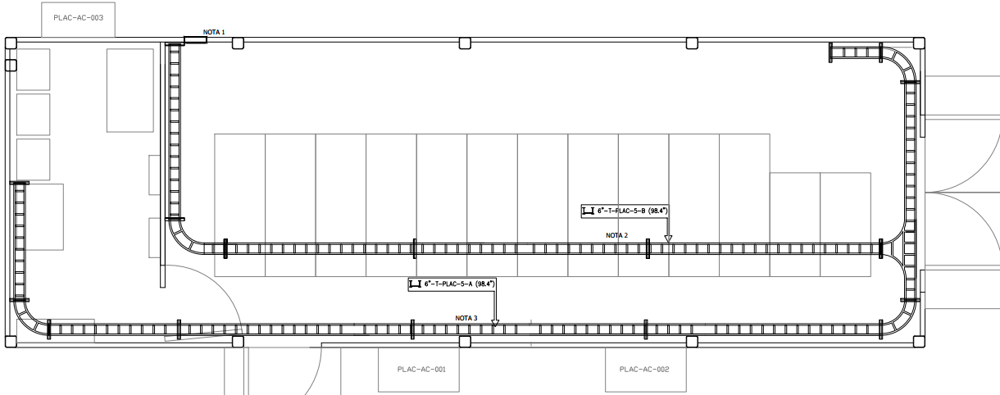 PLAC-AC-003
NOTA 1
6"-T-PLAC-5-B (98.4")
NOTA 2
6"-T-PLAC-5-A (98.4")
NOTA 3
PLAC-AC-001
PLAC-AC-002